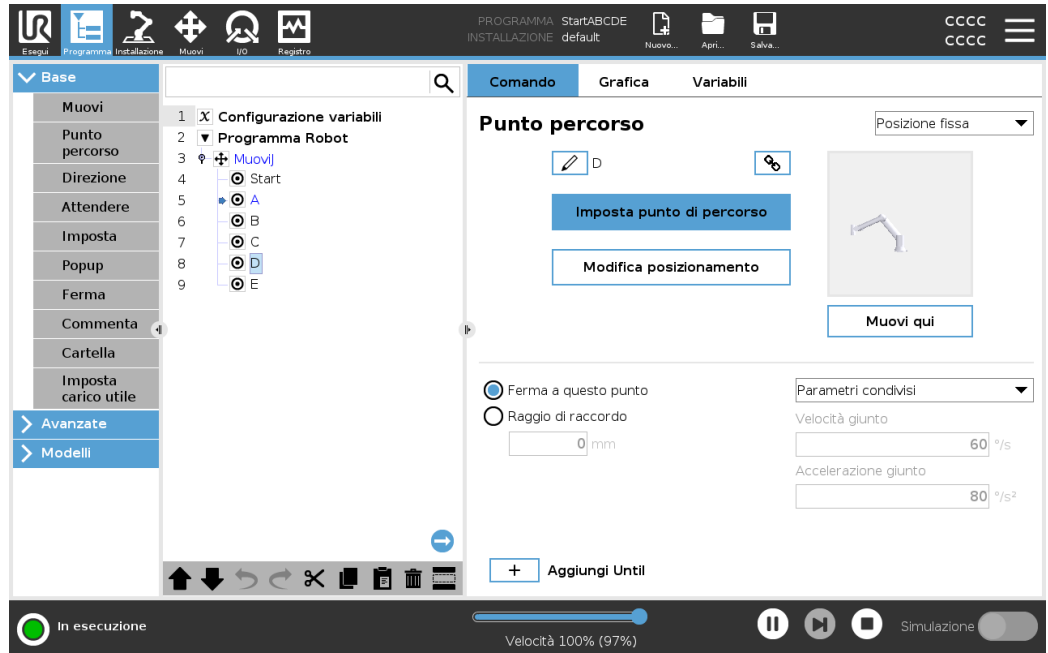 UR
PROGRAMMA StartABCDE
INSTALLAZIONE default
CCCC
CCCC
Esegui Programma Installazione Muovi I/O Registro Nuovo... Apri... Salva...
Base
Muovi
Punto
percorso
Direzione
Attendere
Imposta
Popup
Ferma
Commenta
Cartella
Imposta
carico utile
Avanzate
Modelli
1 X Configurazione variabili
2 Programma Robot
3 MuoviJ
4 Start
5 A
6 B
7 C
8 D
9 E
Comando Grafica Variabili
Punto percorso
Posizione fissa
D
Imposta punto di percorso
Modifica posizionamento
Muovi qui
Ferma a questo punto
Raggio di raccordo
0 mm
Parametri condivisi
Velocità giunto
60 °/s
Accelerazione giunto
80 °/s²
+ Aggiungi Until
In esecuzione
Velocità 100% (97%)
Simulazione